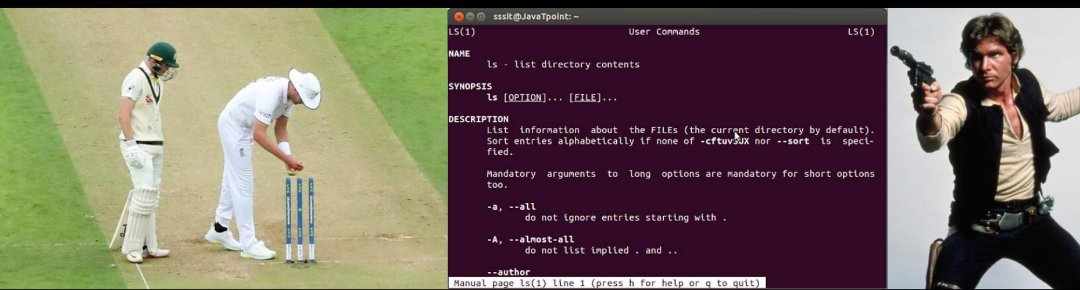 sssit@JavaTpoint: ~
LS(1) User Commands LS(1)
NAME
ls - list directory contents
SYNOPSIS
ls [OPTION]... [FILE]...
DESCRIPTION
List information about the FILEs (the current directory by default).
Sort entries alphabetically if none of -cftuvSUX nor --sort is speci-
fied.
Mandatory arguments to long options are mandatory for short options
too.
-a, --all
do not ignore entries starting with .
-A, --almost-all
do not list implied . and ..
--author
Manual page ls(1) line 1 (press h for help or q to quit)